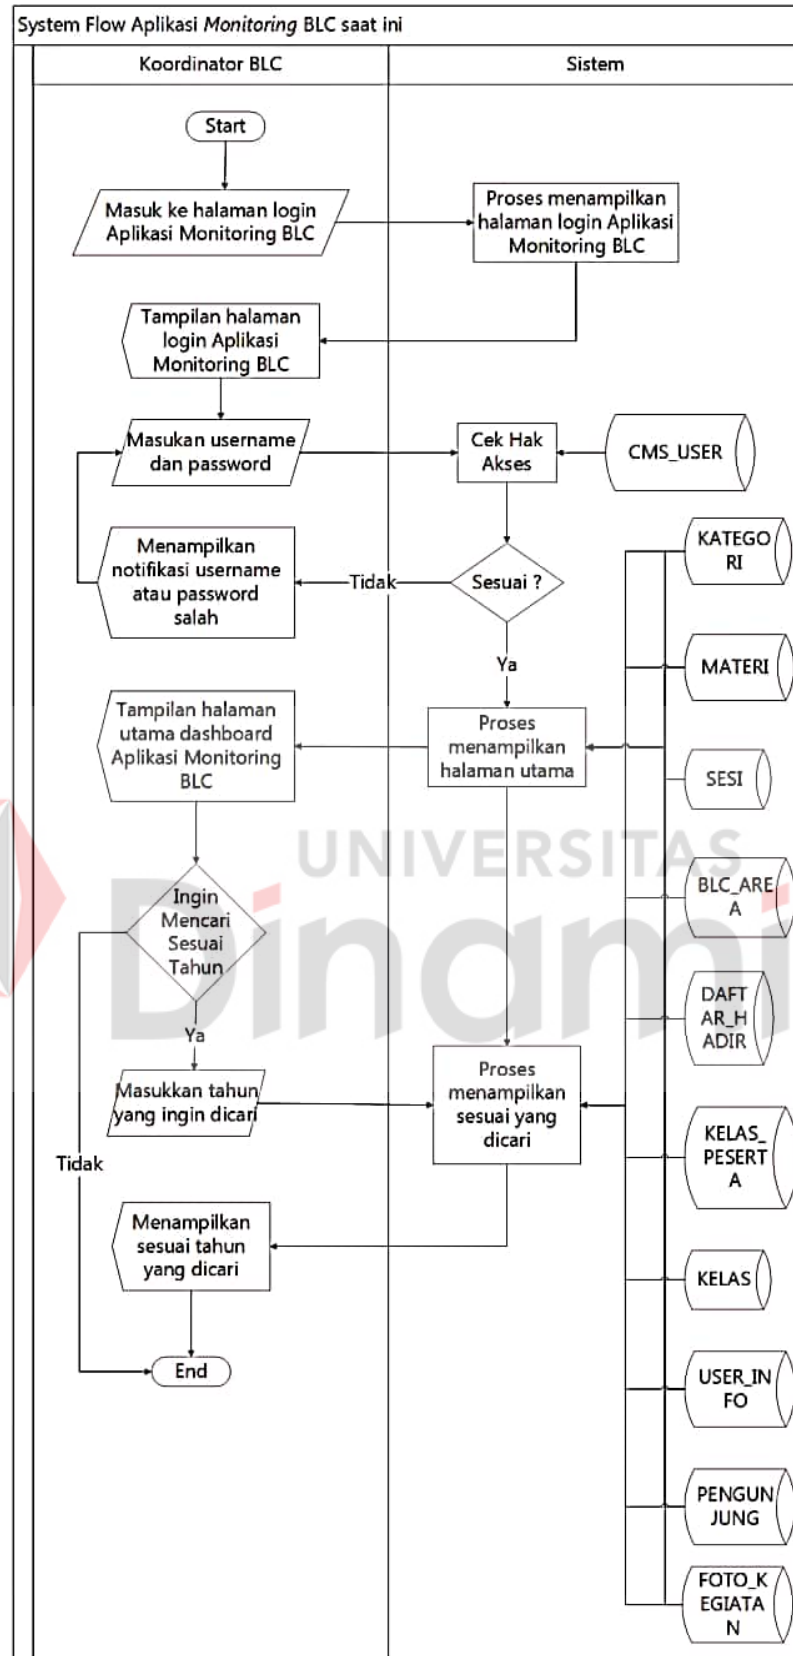 System Flow Aplikasi Monitoring BLC saat ini
Koordinator BLC
Sistem
Start
Masuk ke halaman login
Aplikasi Monitoring BLC
Proses menampilkan
halaman login Aplikasi
Monitoring BLC
Tampilan halaman
login Aplikasi
Monitoring BLC
Masukan username
dan password
Cek Hak
Akses
CMS_USER
Menampilkan
notifikasi username
atau password
salah
Tidak
Sesuai ?
KATEGO
RI
Ya
MATERI
Tampilan halaman
utama dashboard
Aplikasi Monitoring
BLC
Proses
menampilkan
halaman utama
SESI
UNIVERSITAS
Dinami
Ingin
Mencari
Sesuai
Tahun
BLC_ARE
A
DAFT
AR_H
ADIR
Ya
Masukkan tahun
yang ingin dicari
Proses
menampilkan
sesuai yang
dicari
KELAS_
PESERT
A
Tidak
Menampilkan
sesuai tahun
yang dicari
KELAS
End
USER_IN
FO
PENGUN
JUNG
FOTO_K
EGIATA
N